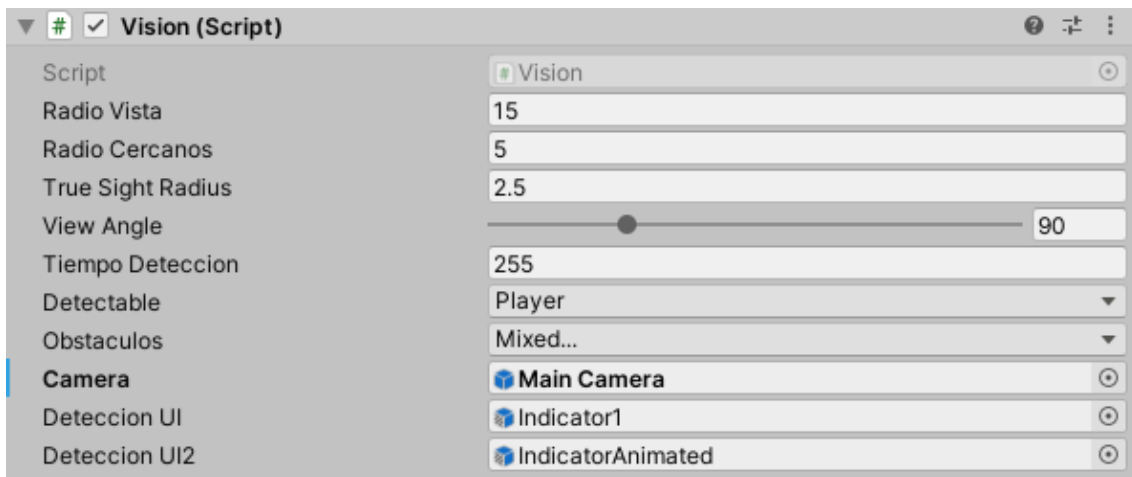 Vision (Script)
Script Vision
Radio Vista 15
Radio Cercanos 5
True Sight Radius 2.5
View Angle 90
Tiempo Deteccion 255
Detectable Player
Obstaculos Mixed...
Camera Main Camera
Deteccion UI Indicator1
Deteccion UI2 IndicatorAnimated